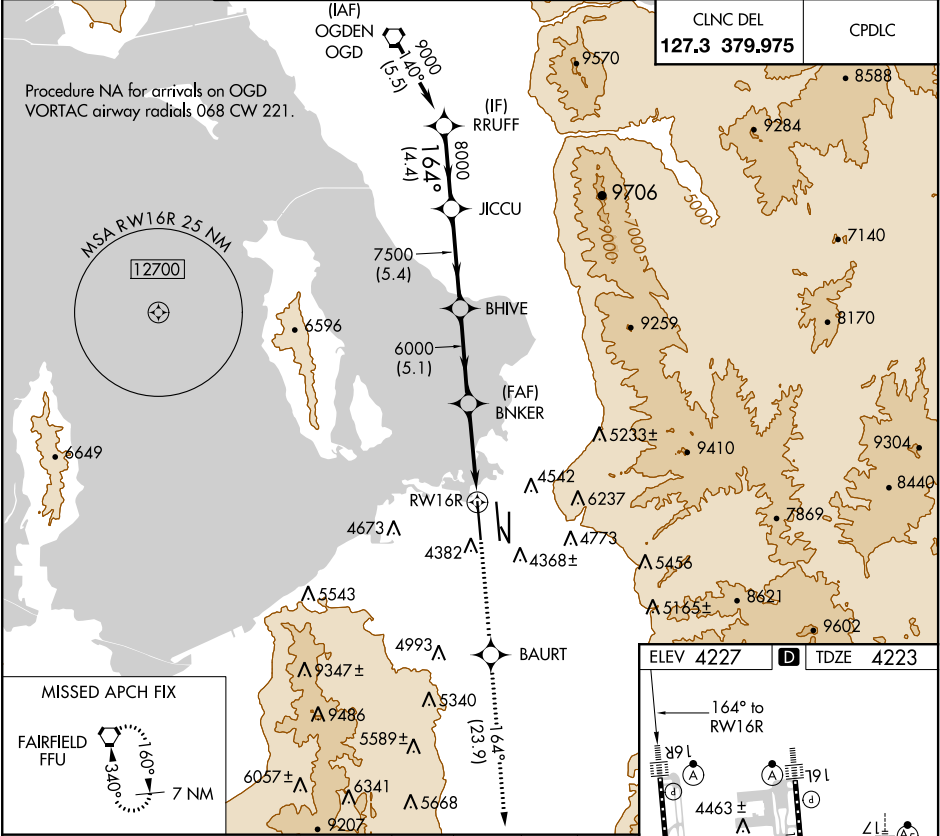 (IAF)
OGDEN
OGD
9000
140°
(5.5)
CLNC DEL
127.3 379.975
CPDLC
Procedure NA for arrivals on OGD
VORTAC airway radials 068 CW 221.
9570
8588
9284
(IF)
RRUFF
8000
164°
(4.4)
JICCU
9706
9000
7000
5000
7140
MSA RW16R 25 NM
12700
7500
(5.4)
BHIVE
6596
9259
8170
6000
(5.1)
(FAF)
BNKER
5233±
9410
9304
6649
8440
4542
6237
RW16R
7869
4673
4382
4368±
4773
5456
5543
5165±
8621
9602
4993
BAURT
9347±
5340
9486
5589±
164°
(23.9)
6057±
6341
5668
9207
MISSED APCH FIX
FAIRFIELD
FFU
160°
340°
7 NM
ELEV 4227
D
TDZE 4223
164° to
RW16R
16R
A
A
16L
P
P
4463 ±
17
A5